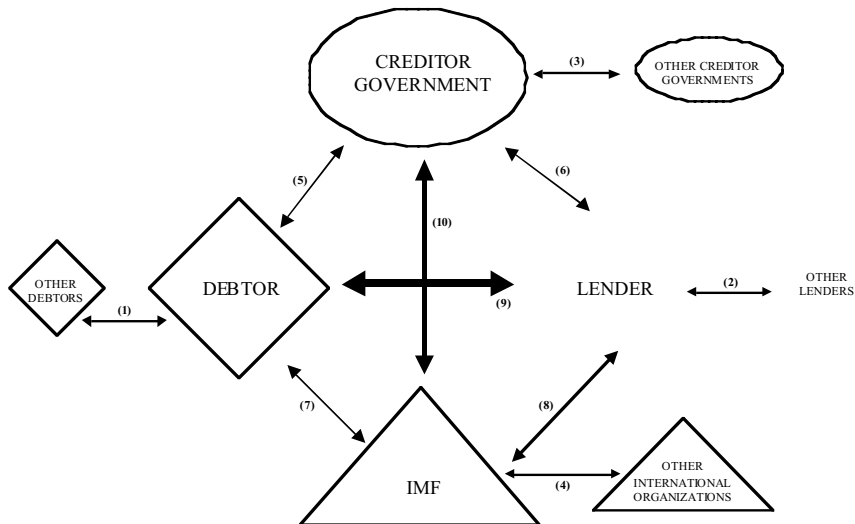 CREDITOR
GOVERNMENT
(3)
OTHER CREDITOR
GOVERNMENTS
(5)
(6)
(10)
OTHER
DEBTORS
(1)
DEBTOR
(9)
LENDER
(2)
OTHER
LENDERS
(7)
(8)
IMF
(4)
OTHER
INTERNATIONAL
ORGANIZATIONS